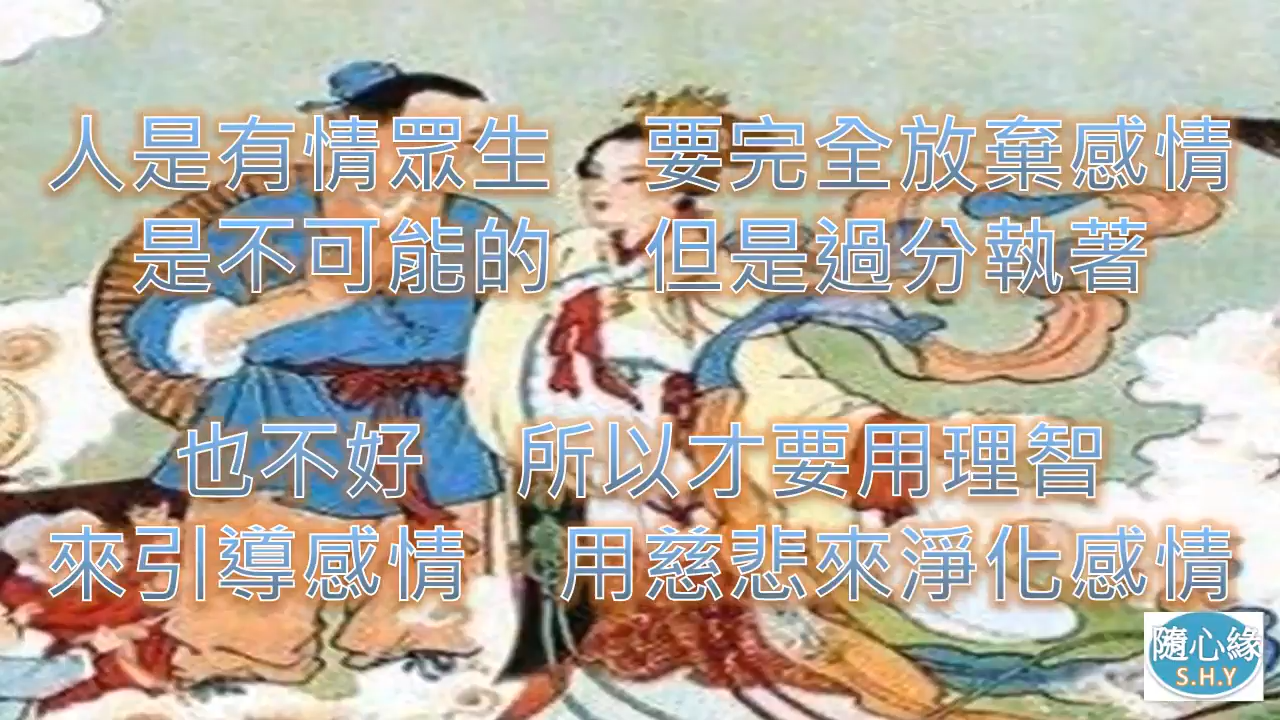 人是有情眾生　要完全放棄感情
是不可能的　但是過分執著
也不好　所以才要用理智
來引導感情　用慈悲來淨化感情
隨心緣
S.H.Y